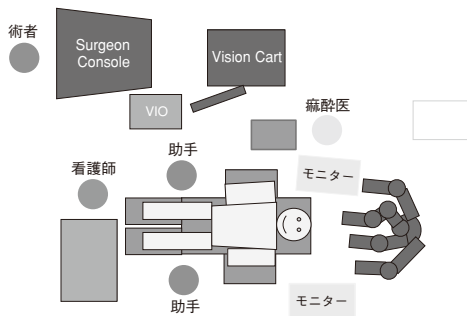 術者
Surgeon
Console
Vision Cart
VIO
麻酔医
助手
看護師
モニター
助手
モニター